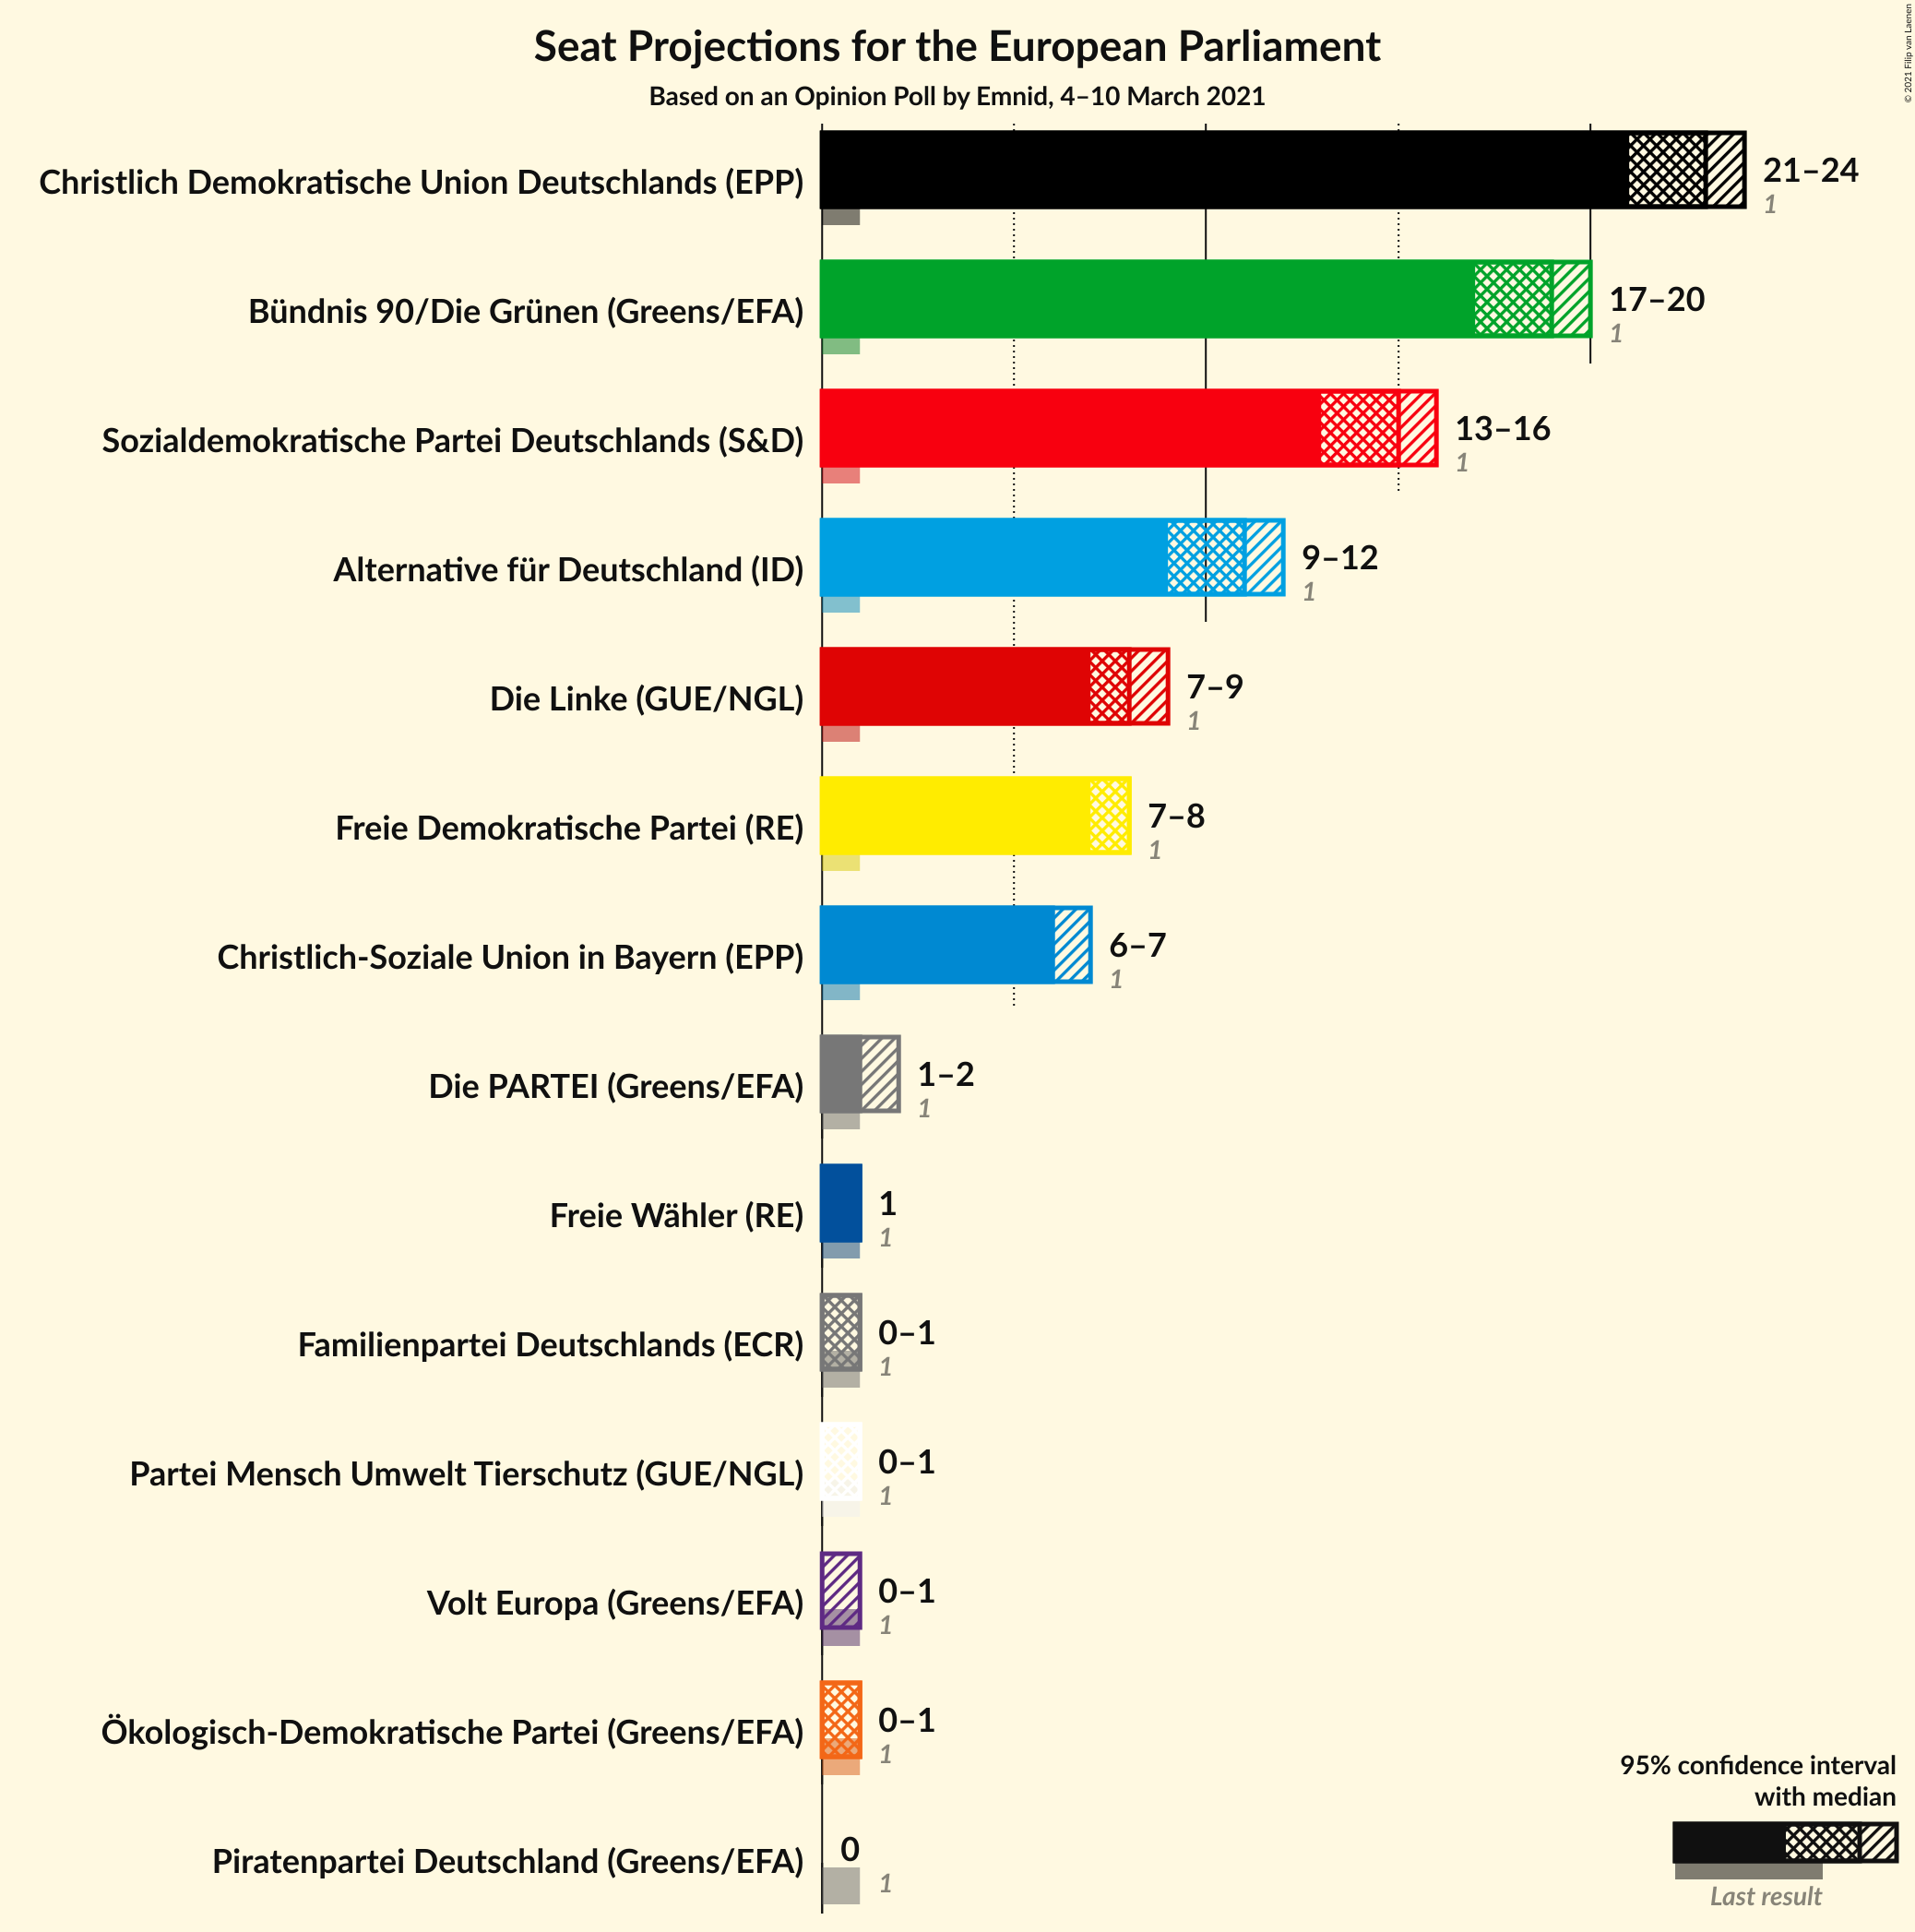 Seat Projections for the European Parliament
Based on an Opinion Poll by Emnid, 4–10 March 2021
© 2021 Filip van Laenen
Christlich Demokratische Union Deutschlands (EPP)
21–24
1
Bündnis 90/Die Grünen (Greens/EFA)
17–20
1
Sozialdemokratische Partei Deutschlands (S&D)
13–16
1
Alternative für Deutschland (ID)
9–12
1
Die Linke (GUE/NGL)
7–9
1
Freie Demokratische Partei (RE)
7–8
1
Christlich-Soziale Union in Bayern (EPP)
6–7
1
Die PARTEI (Greens/EFA)
1–2
1
Freie Wähler (RE)
1
1
Familienpartei Deutschlands (ECR)
0–1
1
Partei Mensch Umwelt Tierschutz (GUE/NGL)
0–1
1
Volt Europa (Greens/EFA)
0–1
1
Ökologisch-Demokratische Partei (Greens/EFA)
0–1
1
Piratenpartei Deutschland (Greens/EFA)
0
1
95% confidence interval
with median
Last result